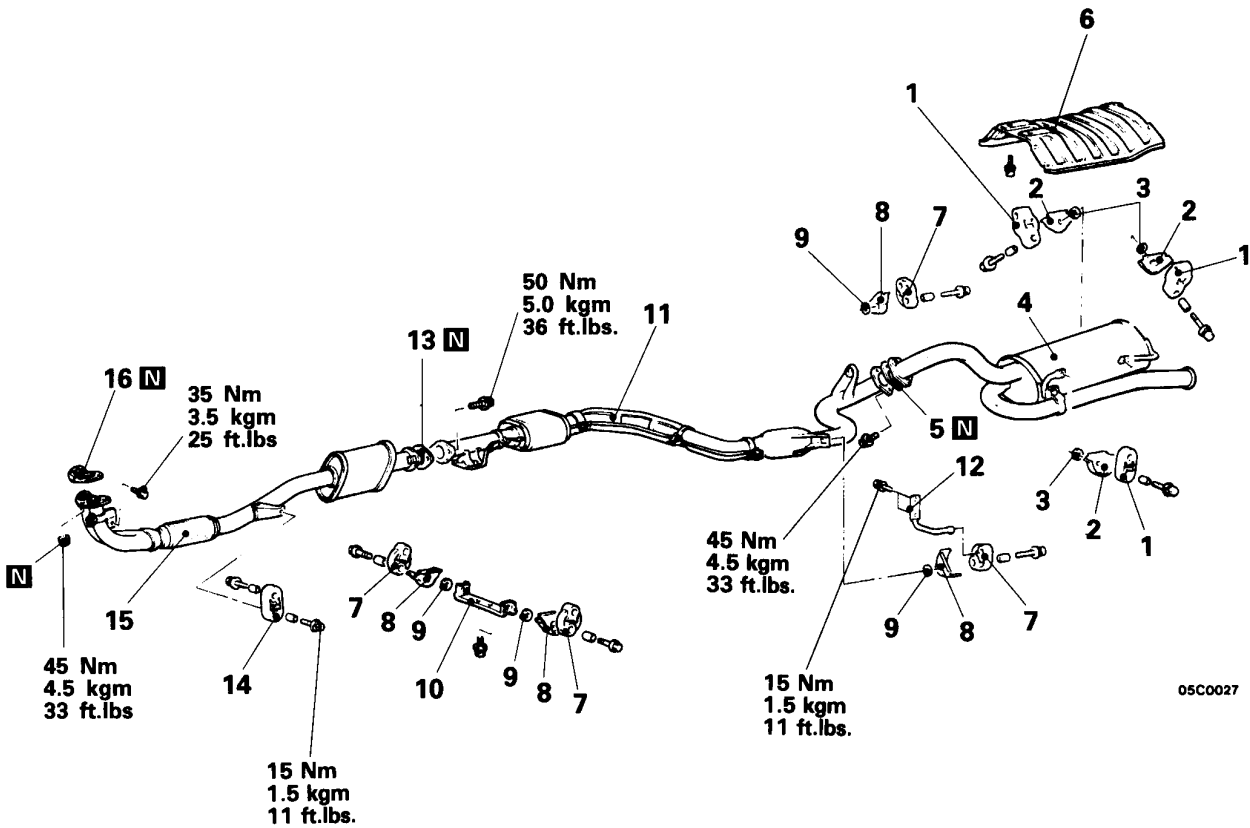 6
1
2
3
8
7
2
9
1
50 Nm
5.0 kgm
36 ft.lbs.
11
4
13 N
16 N
35 Nm
3.5 kgm
25 ft.lbs
5 N
12
3
2
1
45 Nm
4.5 kgm
33 ft.lbs.
N
15
7
8
9
9
8
7
14
10
9
8
7
45 Nm
4.5 kgm
33 ft.lbs
15 Nm
1.5 kgm
11 ft.lbs.
05C0027
15 Nm
1.5 kgm
11 ft.lbs.